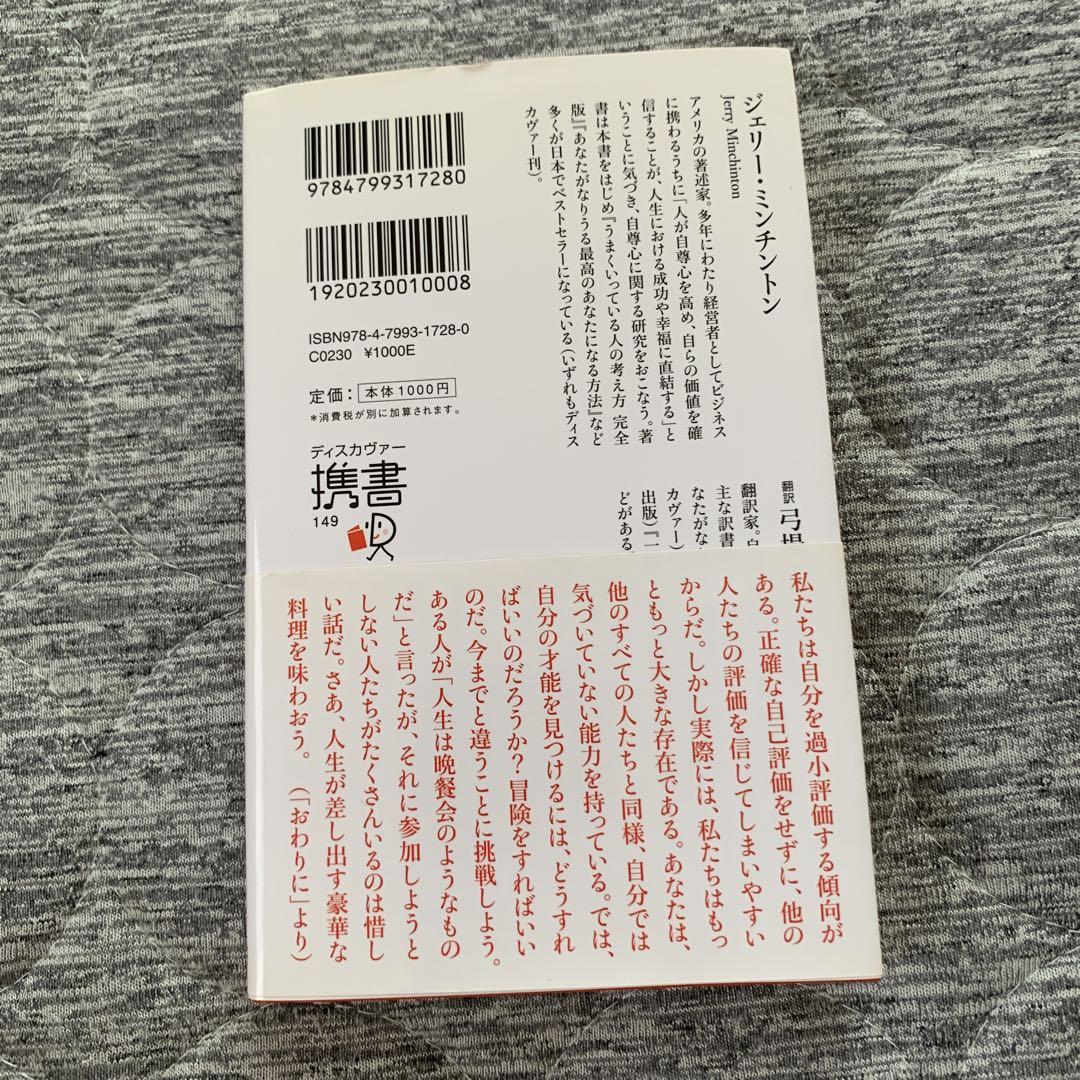 ジェリー・ミンチントン
Jerry Minchinton
アメリカの著述家。多年にわたり経営者としてビジネス
に携わるうちに「人が自尊心を高め、自らの価値を確
信することが、人生における成功や幸福に直結する」と
いうことに気づき、自尊心に関する研究をおこなう。著
書は本書をはじめ『うまくいっている人の考え方 完全
版』『あなたがなりうる最高のあなたになる方法』など
多くが日本でベストセラーになっている（いずれもディス
カヴァー刊）。
翻訳 弓場
翻訳家。
主な訳書
なたがな
カヴァー）
出版）『一
どがある。
9784799317280
1920230010008
ISBN978-4-7993-1728-0
C0230 ¥1000E
定価：本体1000円
＊消費税が別に加算されます。
ディスカヴァー
携書
149
私たちは自分を過小評価する傾向が
ある。正確な自己評価をせずに、他の
人たちの評価を信じてしまいやすい
からだ。しかし実際には、私たちはもっ
ともっと大きな存在である。あなたは、
他のすべての人たちと同様、自分では
気づいていない能力を持っている。では、
自分の才能を見つけるには、どうすれ
ばいいのだろうか？冒険をすればいい
のだ。今までと違うことに挑戦しよう。
ある人が「人生は晩餐会のようなもの
だ」と言ったが、それに参加しようと
しない人たちがたくさんいるのは惜し
い話だ。さあ、人生が差し出す豪華な
料理を味わおう。（「おわりに」より）